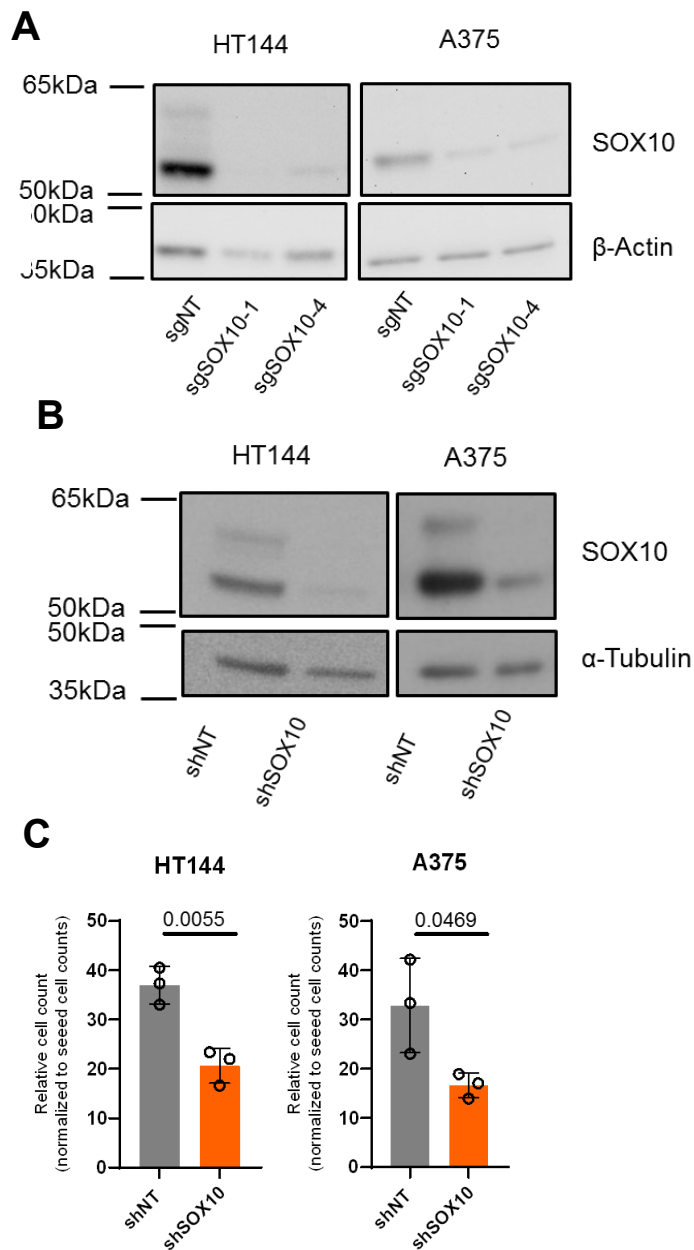 A
HT144
A375
65kDa
SOX10
50kDa
0kDa
β-Actin
35kDa
sgNT
sgSOX10-1
sgSOX10-4
sgNT
sgSOX10-1
sgSOX10-4
B
HT144
A375
65kDa
SOX10
50kDa
50kDa
α-Tubulin
35kDa
shNT
shSOX10
shNT
shSOX10
C
HT144
A375
Relative cell count
(normalized to seeed cell counts)
50
40
30
20
10
0
0.0055
shNT
shSOX10
Relative cell count
(normalized to seeed cell counts)
50
40
30
20
10
0
0.0469
shNT
shSOX10